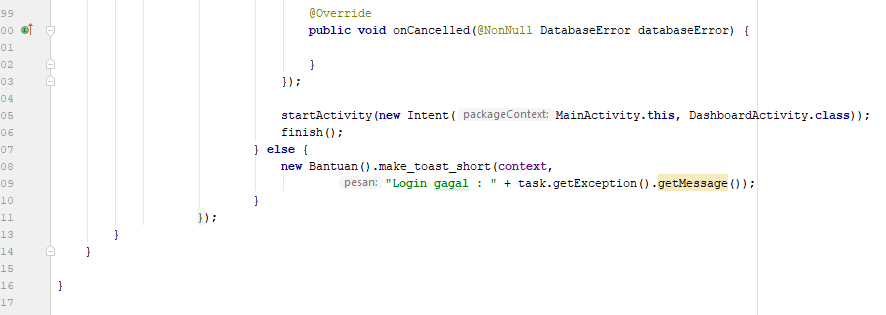 99 @Override
00 public void onCancelled(@NonNull DatabaseError databaseError) {
01
02 }
03 });
04
05 startActivity(new Intent( packageContext: MainActivity.this, DashboardActivity.class));
06 finish();
07 } else {
08 new Bantuan().make_toast_short(context,
09 pesan: "Login gagal : " + task.getException().getMessage());
10 }
11 });
13 }
14 }
15
16 }
17